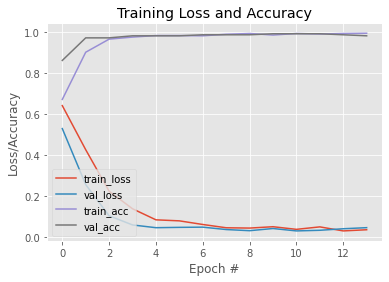 Training Loss and Accuracy
Loss/Accuracy
1.0
0.8
0.6
0.4
0.2
0.0
train_loss
val_loss
train_acc
val_acc
0 2 4 6 8 10 12
Epoch #